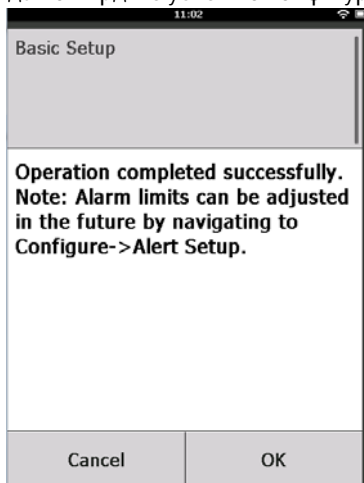 11:02
Basic Setup
Operation completed successfully.
Note: Alarm limits can be adjusted
in the future by navigating to
Configure->Alert Setup.
Cancel
OK